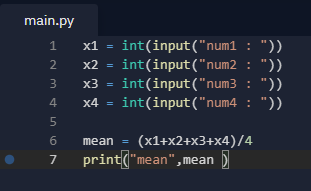 main.py
1 x1 = int(input("num1 : "))
2 x2 = int(input("num2 : "))
3 x3 = int(input("num3 : "))
4 x4 = int(input("num4 : "))
5
6 mean = (x1+x2+x3+x4)/4
7 print("mean",mean )